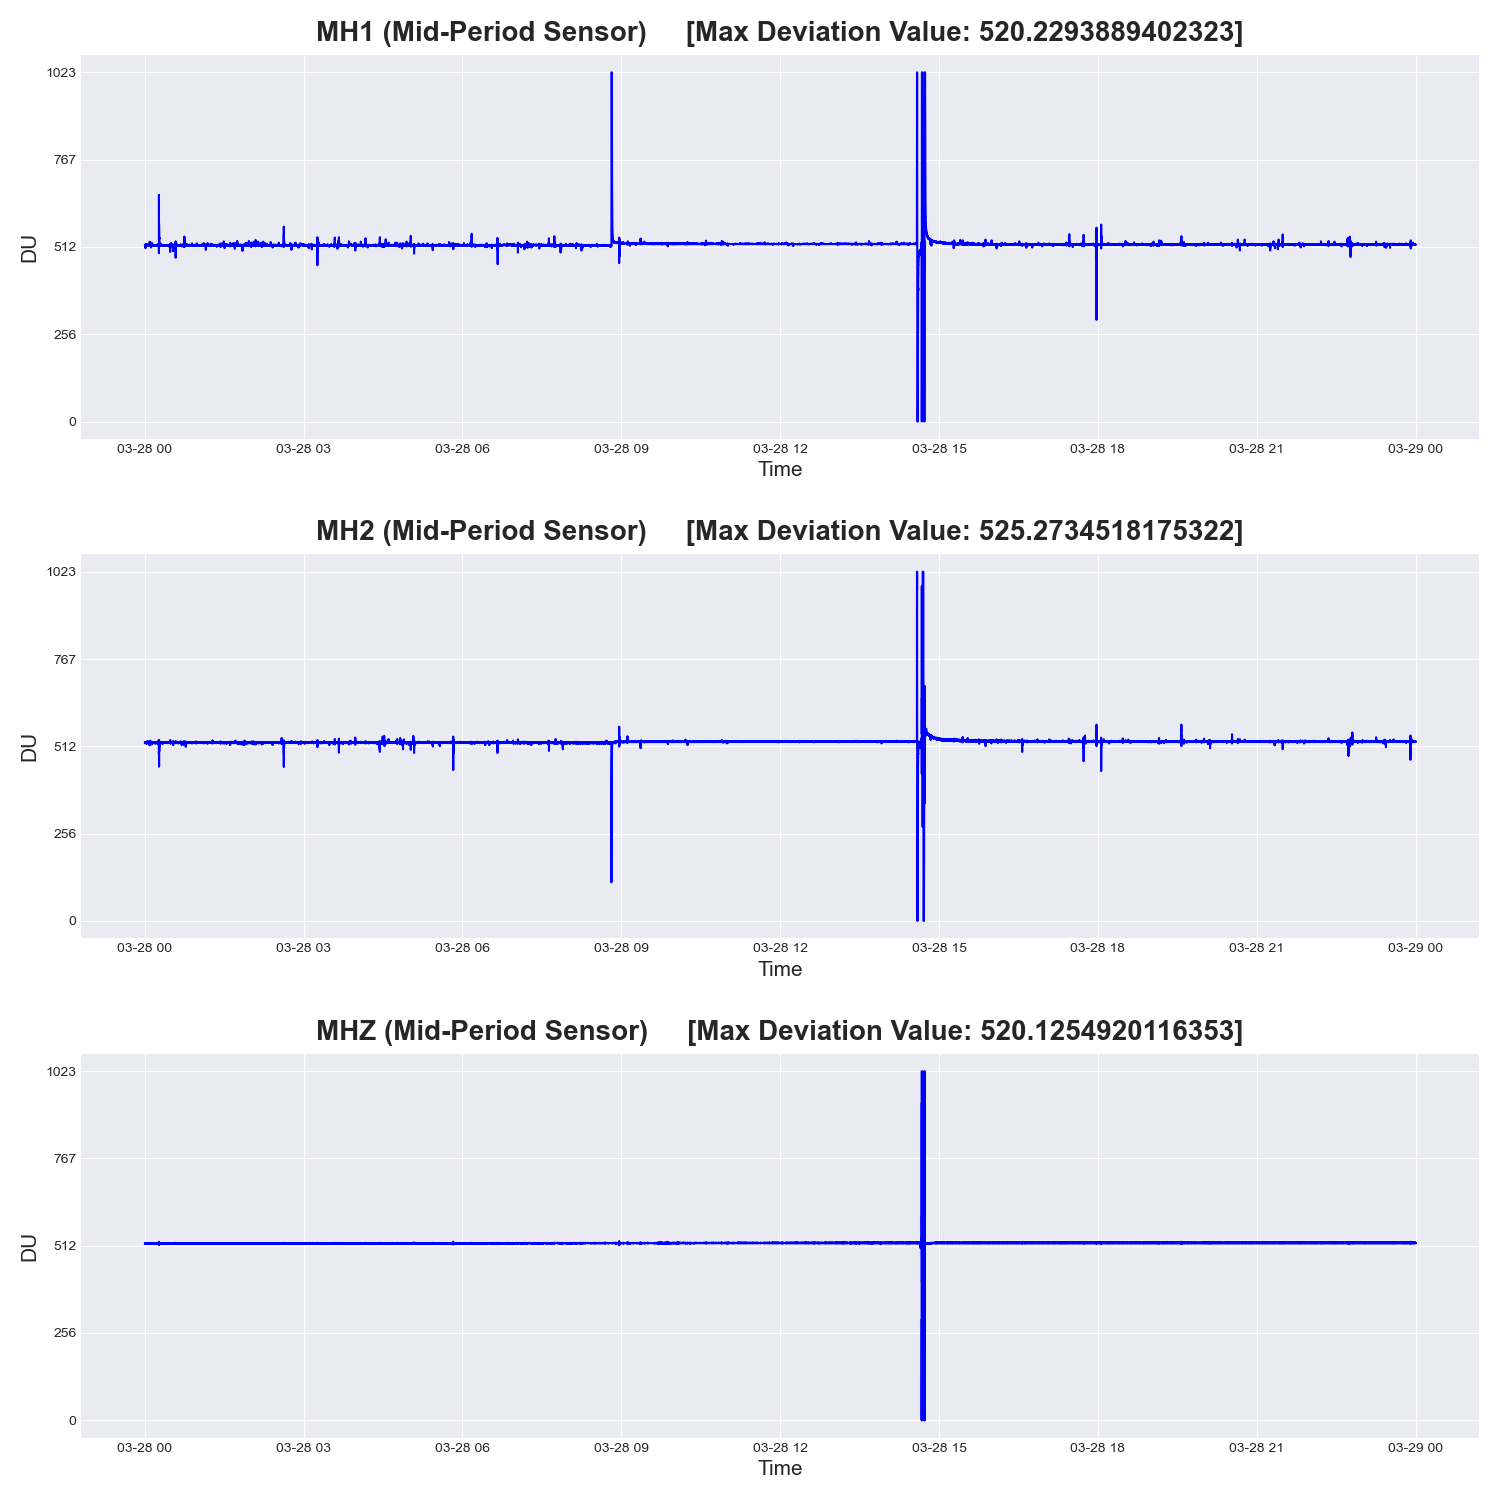 MH1 (Mid-Period Sensor) [Max Deviation Value: 520.2293889402323]
1023
767
512
256
0
DU
03-28 00 03-28 03 03-28 06 03-28 09 03-28 12 03-28 15 03-28 18 03-28 21 03-29 00
Time
MH2 (Mid-Period Sensor) [Max Deviation Value: 525.2734518175322]
1023
767
512
256
0
DU
03-28 00 03-28 03 03-28 06 03-28 09 03-28 12 03-28 15 03-28 18 03-28 21 03-29 00
Time
MHZ (Mid-Period Sensor) [Max Deviation Value: 520.1254920116353]
1023
767
512
256
0
DU
03-28 00 03-28 03 03-28 06 03-28 09 03-28 12 03-28 15 03-28 18 03-28 21 03-29 00
Time